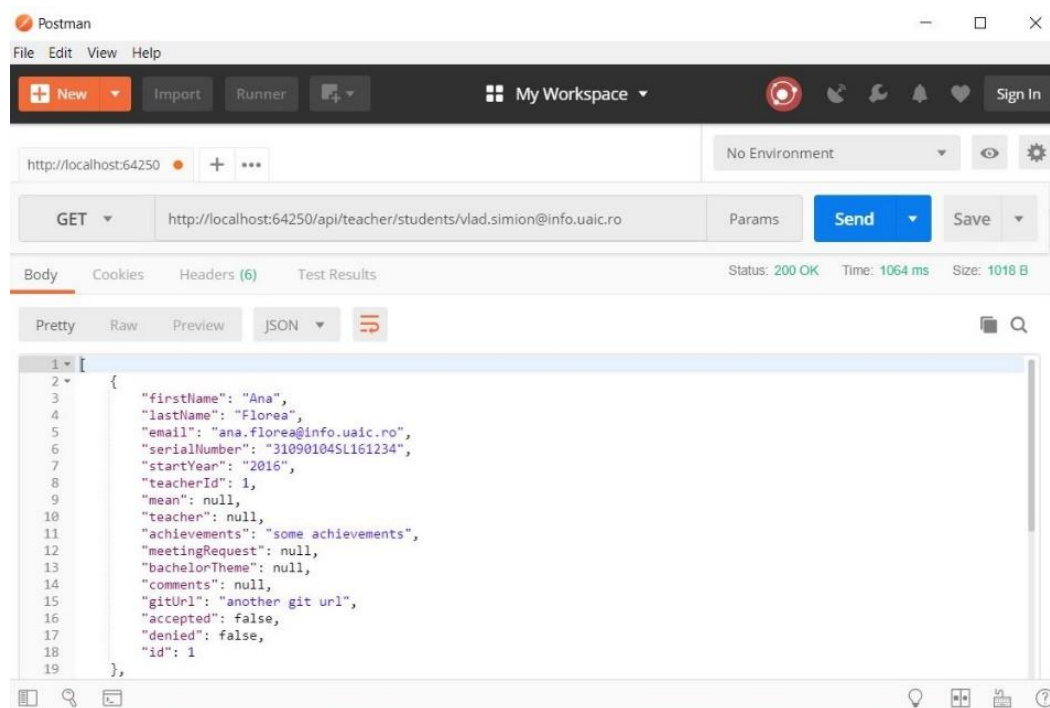 Postman
File Edit View Help
New Import Runner My Workspace Sign In
http://localhost:64250 No Environment
GET http://localhost:64250/api/teacher/students/vlad.simion@info.uaic.ro Params Send Save
Body Cookies Headers (6) Test Results Status: 200 OK Time: 1064 ms Size: 1018 B
Pretty Raw Preview JSON
1 [
2 {
3 "firstName": "Ana",
4 "lastName": "Florea",
5 "email": "ana.florea@info.uaic.ro",
6 "serialNumber": "31090104SL161234",
7 "startYear": "2016",
8 "teacherId": 1,
9 "mean": null,
10 "teacher": null,
11 "achievements": "some achievements",
12 "meetingRequest": null,
13 "bachelorTheme": null,
14 "comments": null,
15 "gitUrl": "another git url",
16 "accepted": false,
17 "denied": false,
18 "id": 1
19 },